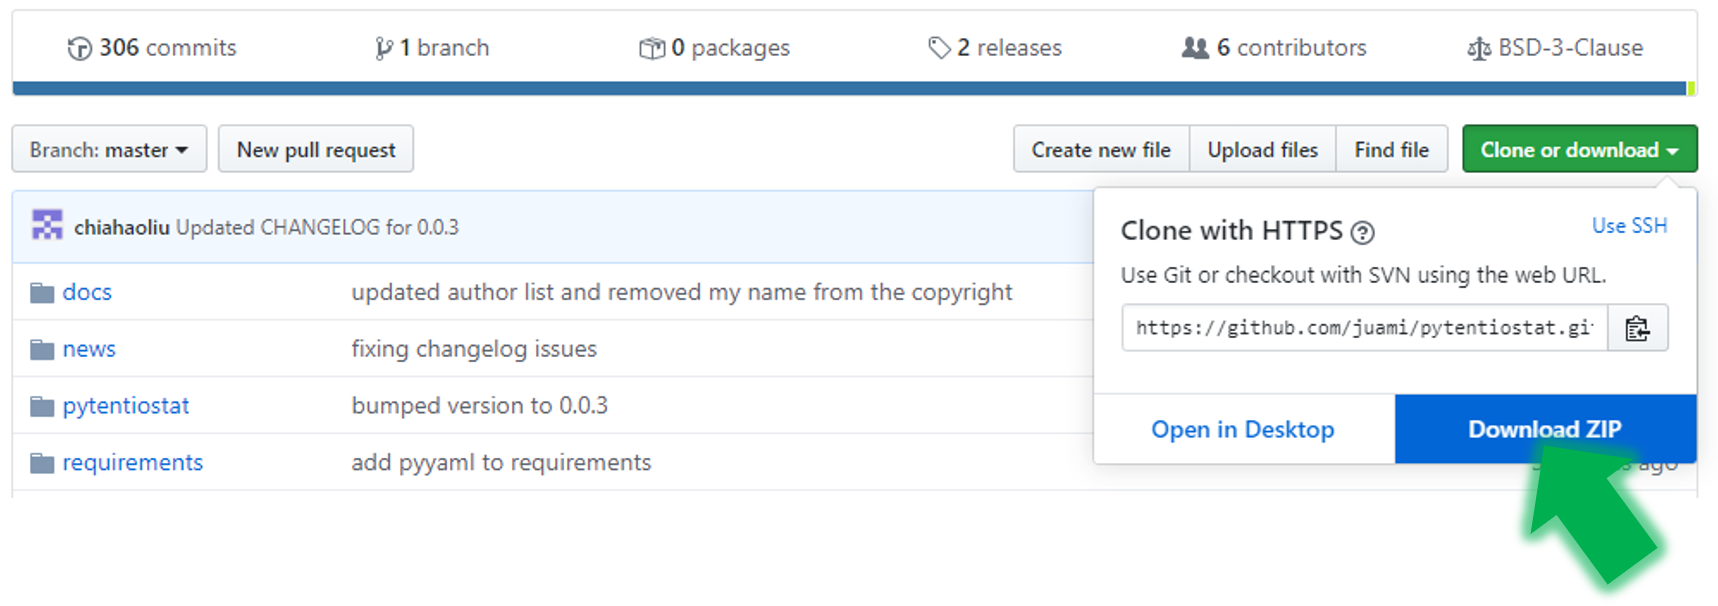 306 commits 1 branch 0 packages 2 releases 6 contributors BSD-3-Clause
Branch: master New pull request Create new file Upload files Find file Clone or download
chiahaoliu Updated CHANGELOG for 0.0.3
docs updated author list and removed my name from the copyright
news fixing changelog issues
pytentiostat bumped version to 0.0.3
requirements add pyyaml to requirements
Clone with HTTPS ? Use SSH
Use Git or checkout with SVN using the web URL.
https://github.com/juami/pytentiostat.gi
Open in Desktop Download ZIP
ago